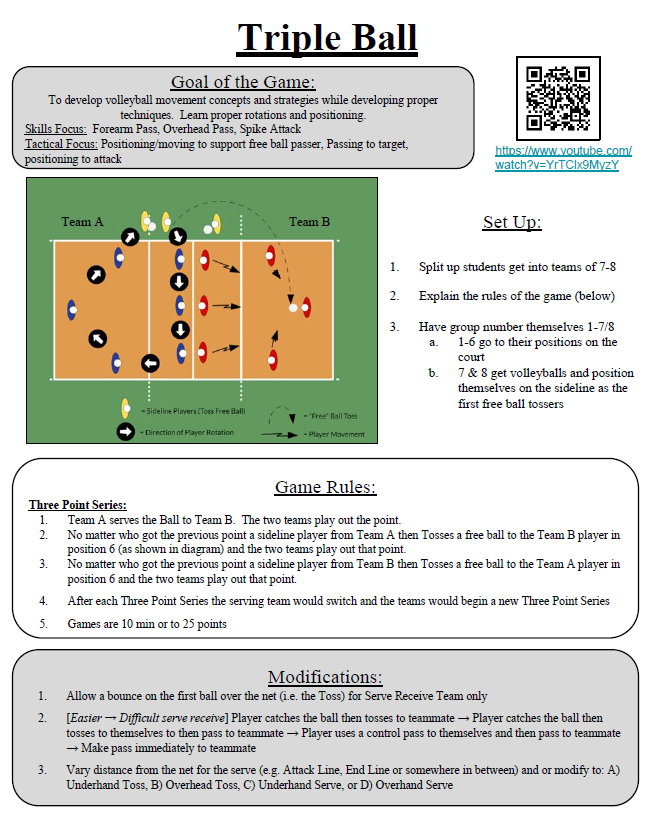 Triple Ball
Goal of the Game:
To develop volleyball movement concepts and strategies while developing proper
techniques. Learn proper rotations and positioning.
Skills Focus: Forearm Pass, Overhead Pass, Spike Attack
Tactical Focus: Positioning/moving to support free ball passer, Passing to target,
positioning to attack
https://www.youtube.com/
watch?v=YrTClx9MyzY
Team A
Team B
= Sideline Players (Toss Free Ball)
= Direction of Player Rotation
= "Free" Ball Toss
= Player Movement
Set Up:
1. Split up students get into teams of 7-8
2. Explain the rules of the game (below)
3. Have group number themselves 1-7/8
a. 1-6 go to their positions on the
court
b. 7 & 8 get volleyballs and position
themselves on the sideline as the
first free ball tossers
Game Rules:
Three Point Series:
1. Team A serves the Ball to Team B. The two teams play out the point.
2. No matter who got the previous point a sideline player from Team A then Tosses a free ball to the Team B player in
position 6 (as shown in diagram) and the two teams play out that point.
3. No matter who got the previous point a sideline player from Team B then Tosses a free ball to the Team A player in
position 6 and the two teams play out that point.
4. After each Three Point Series the serving team would switch and the teams would begin a new Three Point Series
5. Games are 10 min or to 25 points
Modifications:
1. Allow a bounce on the first ball over the net (i.e. the Toss) for Serve Receive Team only
2. [Easier → Difficult serve receive] Player catches the ball then tosses to teammate → Player catches the ball then
tosses to themselves to then pass to teammate → Player uses a control pass to themselves and then pass to teammate
→ Make pass immediately to teammate
3. Vary distance from the net for the serve (e.g. Attack Line, End Line or somewhere in between) and or modify to: A)
Underhand Toss, B) Overhead Toss, C) Underhand Serve, or D) Overhand Serve